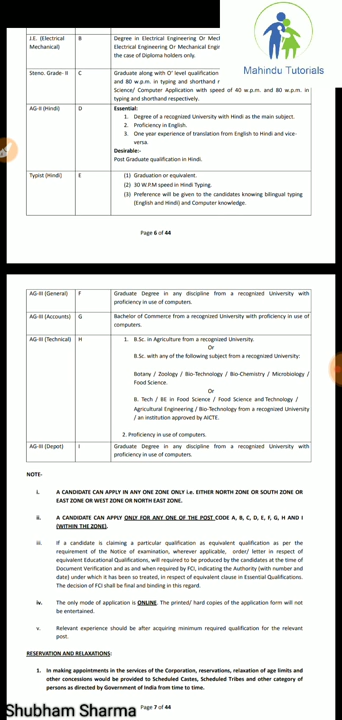 Mahindu Tutorials
J.E. (Electrical Mechanical) B Degree in Electrical Engineering Or
Electrical Engineering Or Mechanical
the case of Diploma holders only.
Steno. Grade- II C Graduate along with O' level qualification
and 80 w.p.m. in typing and shorthand
Science/ Computer Application with speed of 40 w.p.m. and 80 w.p.m. in
typing and shorthand respectively.
AG-II (Hindi) D Essential:
1. Degree of a recognized University with Hindi as the main subject.
2. Proficiency in English.
3. One year experience of translation from English to Hindi and vice-
versa.
Desirable:-
Post Graduate qualification in Hindi.
Typist (Hindi) E (1) Graduation or equivalent.
(2) 30 W.P.M speed in Hindi Typing.
(3) Preference will be given to the candidates knowing bilingual typing
(English and Hindi) and Computer knowledge.
Page 6 of 44
AG-III (General) F Graduate Degree in any discipline from a recognized University with
proficiency in use of computers.
AG-III (Accounts) G Bachelor of Commerce from a recognized University with proficiency in use of
computers.
AG-III (Technical) H 1. B.Sc. in Agriculture from a recognized University.
Or
B.Sc. with any of the following subject from a recognized University:
Botany / Zoology / Bio-Technology / Bio-Chemistry / Microbiology /
Food Science.
Or
B. Tech / BE in Food Science / Food Science and Technology /
Agricultural Engineering / Bio-Technology from a recognized University
/ an institution approved by AICTE.
2. Proficiency in use of computers.
AG-III (Depot) I Graduate Degree in any discipline from a recognized University with
proficiency in use of computers.
NOTE-
i. A CANDIDATE CAN APPLY IN ANY ONE ZONE ONLY i.e. EITHER NORTH ZONE OR SOUTH ZONE OR
EAST ZONE OR WEST ZONE OR NORTH EAST ZONE.
ii. A CANDIDATE CAN APPLY ONLY FOR ANY ONE OF THE POST CODE A, B, C, D, E, F, G, H AND I
(WITHIN THE ZONE).
iii. If a candidate is claiming a particular qualification as equivalent qualification as per the
requirement of the Notice of examination, wherever applicable, order/ letter in respect of
equivalent Educational Qualifications, will required to be produced by the candidates at the time of
Document Verification and as and when required by FCI, indicating the Authority (with number and
date) under which it has been so treated, in respect of equivalent clause in Essential Qualifications.
The decision of FCI shall be final and binding in this regard.
iv. The only mode of application is ONLINE. The printed/ hard copies of the application form will not
be entertained.
v. Relevant experience should be after acquiring minimum required qualification for the relevant
post.
RESERVATION AND RELAXATIONS:
1. In making appointments in the services of the Corporation, reservations, relaxation of age limits and
other concessions would be provided to Scheduled Castes, Scheduled Tribes and other category of
persons as directed by Government of India from time to time.
Page 7 of 44
Shubham Sharma